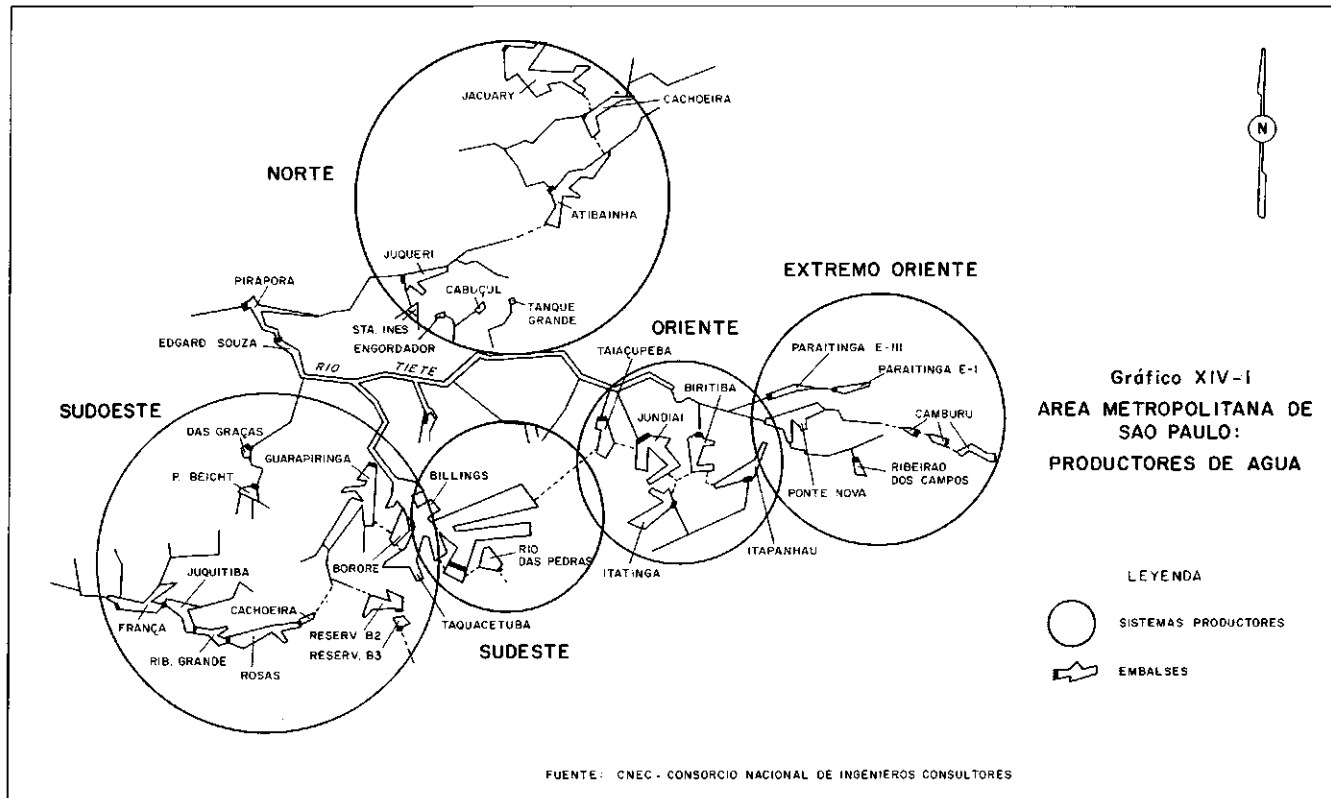 JACUARY
CACHOEIRA
NORTE
ATIBAINHA
JUQUERI
PIRAPORA
CABUÇUL
STA. INES
TANQUE
GRANDE
ENGORDADOR
EDGARD SOUZA
RIO TIETE
EXTREMO ORIENTE
ORIENTE
TAIAÇUPEBA
PARAITINGA E-III
PARAITINGA E-I
BIRITIBA
JUNDIAI
CAMBURU
RIBEIRAO
DOS CAMPOS
PONTE NOVA
ITAPANHAU
ITATINGA
SUDOESTE
DAS GRAÇAS
GUARAPIRINGA
P. BEICHT
BILLINGS
RIO
DAS PEDRAS
BORORE
JUQUITIBA
CACHOEIRA
FRANÇA
RIB. GRANDE
ROSAS
RESERV. B2
RESERV. B3
TAQUACETUBA
SUDESTE
N
Gráfico XIV-I
AREA METROPOLITANA DE
SAO PAULO:
PRODUCTORES DE AGUA
LEYENDA
SISTEMAS PRODUCTORES
EMBALSES
FUENTE: CNEC - CONSORCIO NACIONAL DE INGENIEROS CONSULTORES